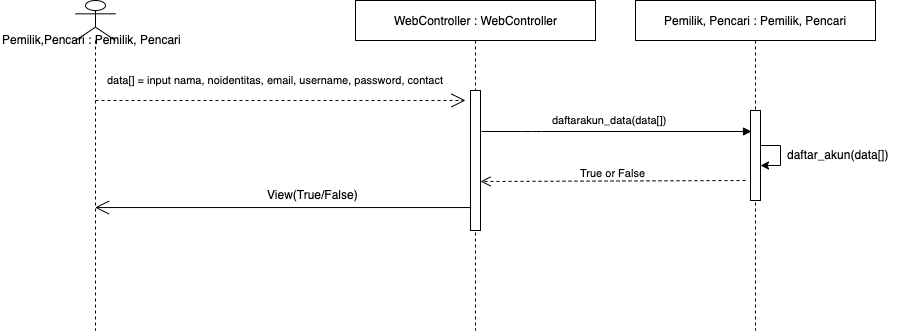 WebController : WebController
Pemilik, Pencari : Pemilik, Pencari
Pemilik,Pencari : Pemilik, Pencari
data[] = input nama, noidentitas, email, username, password, contact
daftarakun_data(data[])
daftar_akun(data[])
True or False
View(True/False)